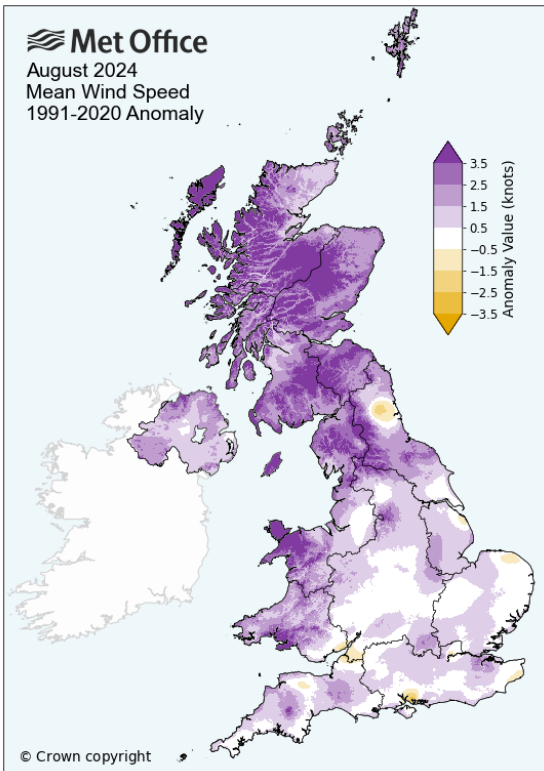 Met Office
August 2024
Mean Wind Speed
1991-2020 Anomaly
3.5
2.5
1.5
0.5
−0.5
−1.5
−2.5
−3.5
Anomaly Value (knots)
© Crown copyright